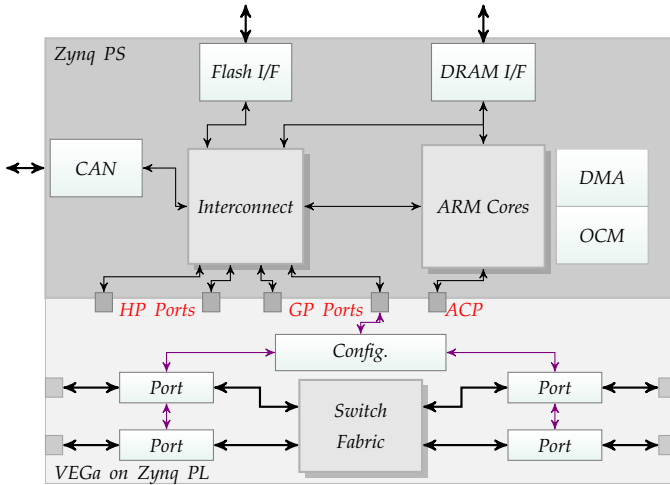 Zynq PS
Flash I/F
DRAM I/F
CAN
Interconnect
ARM Cores
DMA
OCM
HP Ports
GP Ports
ACP
Config.
Port
Port
Switch
Fabric
Port
Port
VEGa on Zynq PL